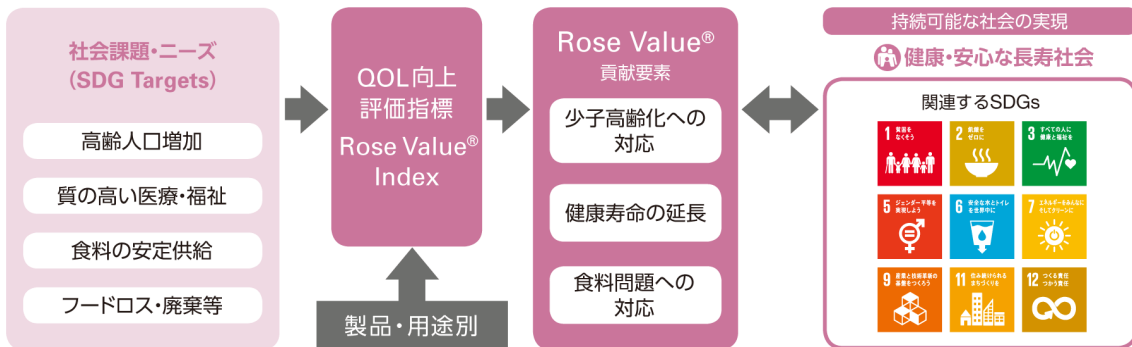 社会課題・ニーズ
(SDG Targets)
高齢人口増加
質の高い医療・福祉
食料の安定供給
フードロス・廃棄等
QOL向上
評価指標
Rose Value®
Index
製品・用途別
Rose Value®
貢献要素
少子高齢化への
対応
健康寿命の延長
食料問題への
対応
持続可能な社会の実現
健康・安心な長寿社会
関連するSDGs
1 貧困を
なくそう
2 飢餓を
ゼロに
3 すべての人に
健康と福祉を
5 ジェンダー平等を
実現しよう
6 安全な水とトイレ
を世界中に
7 エネルギーをみんなに
そしてクリーンに
9 産業と技術革新の
基盤をつくろう
11 住み続けられる
まちづくりを
12 つくる責任
つかう責任